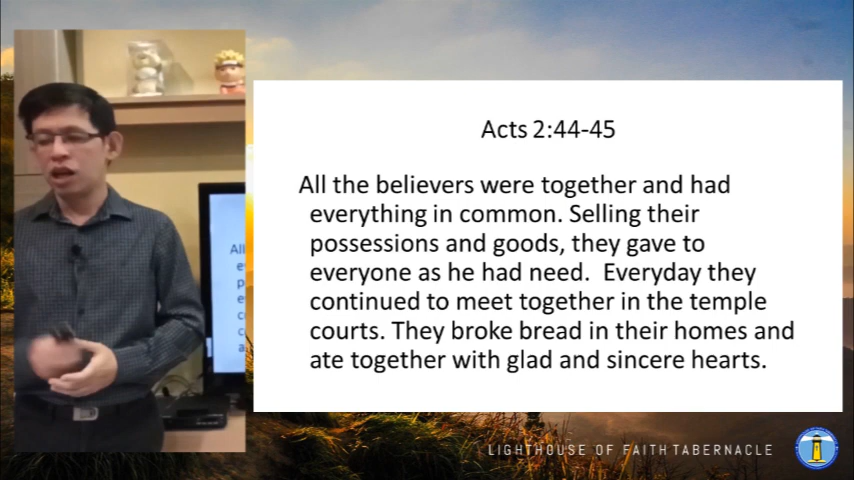 Acts 2:44-45
All the believers were together and had
everything in common. Selling their
possessions and goods, they gave to
everyone as he had need.  Everyday they
continued to meet together in the temple
courts. They broke bread in their homes and
ate together with glad and sincere hearts.
All
LIGHTHOUSE OF FAITH TABERNACLE